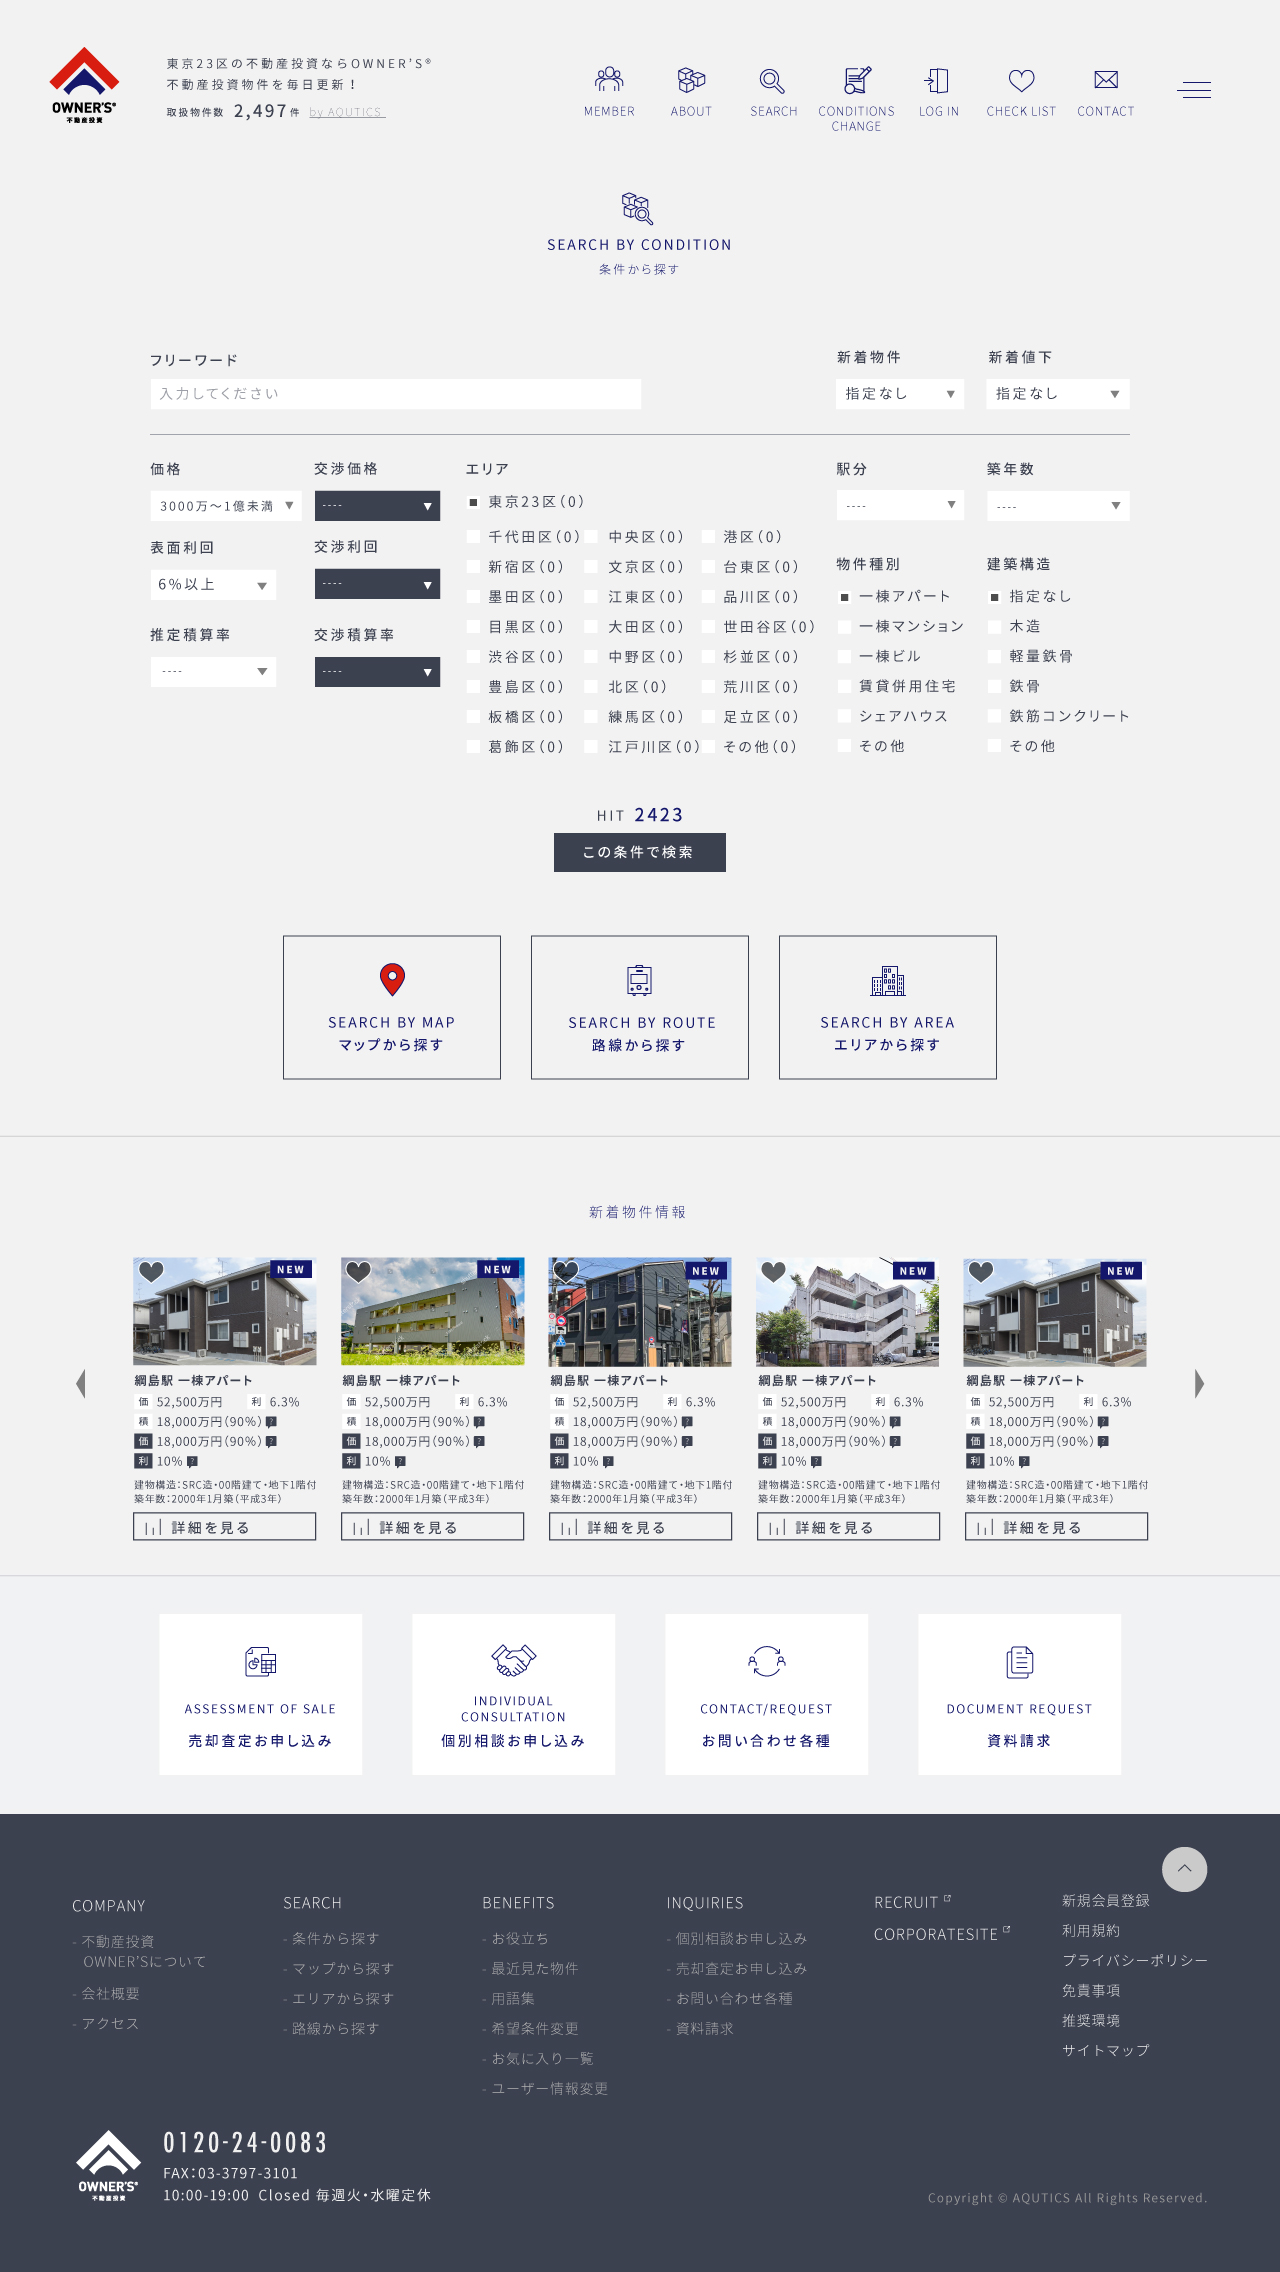 OWNER'S®
不動産投資
東京23区の不動産投資ならOWNER'S®
不動産投資物件を毎日更新！
取扱物件数 2,497件 by AQUTICS
MEMBER
ABOUT
SEARCH
CONDITIONS
CHANGE
LOG IN
CHECK LIST
CONTACT
SEARCH BY CONDITION
条件から探す
フリーワード
入力してください
新着物件
指定なし ▼
新着値下
指定なし ▼
価格
3000万～1億未満 ▼
交渉価格
---- ▼
表面利回
6%以上 ▼
交渉利回
---- ▼
推定積算率
---- ▼
交渉積算率
---- ▼
エリア
東京23区（0）
千代田区（0） 中央区（0） 港区（0）
新宿区（0） 文京区（0） 台東区（0）
墨田区（0） 江東区（0） 品川区（0）
目黒区（0） 大田区（0） 世田谷区（0）
渋谷区（0） 中野区（0） 杉並区（0）
豊島区（0） 北区（0） 荒川区（0）
板橋区（0） 練馬区（0） 足立区（0）
葛飾区（0） 江戸川区（0） その他（0）
駅分
---- ▼
築年数
---- ▼
物件種別
一棟アパート
一棟マンション
一棟ビル
賃貸併用住宅
シェアハウス
その他
建築構造
指定なし
木造
軽量鉄骨
鉄骨
鉄筋コンクリート
その他
HIT 2423
この条件で検索
SEARCH BY MAP
マップから探す
SEARCH BY ROUTE
路線から探す
SEARCH BY AREA
エリアから探す
新着物件情報
NEW
綱島駅 一棟アパート
価 52,500万円 利 6.3%
積 18,000万円（90%） ?
価 18,000万円（90%） ?
利 10% ?
建物構造：SRC造・00階建て・地下1階付
築年数：2000年1月築（平成3年）
詳細を見る
NEW
綱島駅 一棟アパート
価 52,500万円 利 6.3%
積 18,000万円（90%） ?
価 18,000万円（90%） ?
利 10% ?
建物構造：SRC造・00階建て・地下1階付
築年数：2000年1月築（平成3年）
詳細を見る
NEW
綱島駅 一棟アパート
価 52,500万円 利 6.3%
積 18,000万円（90%） ?
価 18,000万円（90%） ?
利 10% ?
建物構造：SRC造・00階建て・地下1階付
築年数：2000年1月築（平成3年）
詳細を見る
NEW
綱島駅 一棟アパート
価 52,500万円 利 6.3%
積 18,000万円（90%） ?
価 18,000万円（90%） ?
利 10% ?
建物構造：SRC造・00階建て・地下1階付
築年数：2000年1月築（平成3年）
詳細を見る
NEW
綱島駅 一棟アパート
価 52,500万円 利 6.3%
積 18,000万円（90%） ?
価 18,000万円（90%） ?
利 10% ?
建物構造：SRC造・00階建て・地下1階付
築年数：2000年1月築（平成3年）
詳細を見る
ASSESSMENT OF SALE
売却査定お申し込み
INDIVIDUAL
CONSULTATION
個別相談お申し込み
CONTACT/REQUEST
お問い合わせ各種
DOCUMENT REQUEST
資料請求
COMPANY
- 不動産投資
OWNER'Sについて
- 会社概要
- アクセス
SEARCH
- 条件から探す
- マップから探す
- エリアから探す
- 路線から探す
BENEFITS
- お役立ち
- 最近見た物件
- 用語集
- 希望条件変更
- お気に入り一覧
- ユーザー情報変更
INQUIRIES
- 個別相談お申し込み
- 売却査定お申し込み
- お問い合わせ各種
- 資料請求
RECRUIT
CORPORATESITE
新規会員登録
利用規約
プライバシーポリシー
免責事項
推奨環境
サイトマップ
OWNER'S®
不動産投資
0120-24-0083
FAX：03-3797-3101
10:00-19:00 Closed 毎週火・水曜定休
Copyright © AQUTICS All Rights Reserved.